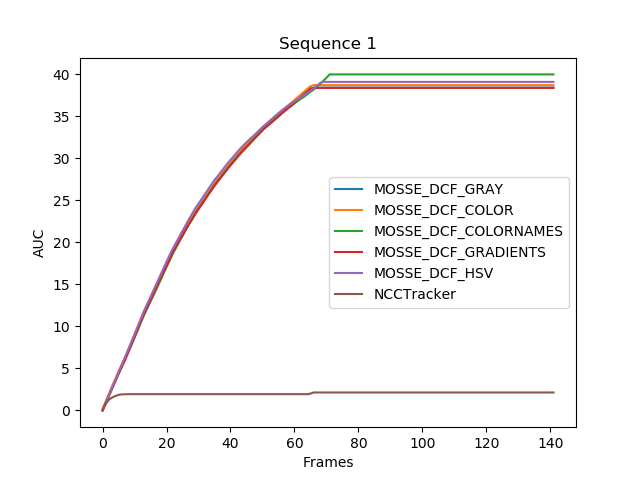 Sequence 1
AUC
40
35
30
25
20
15
10
5
0
MOSSE_DCF_GRAY
MOSSE_DCF_COLOR
MOSSE_DCF_COLORNAMES
MOSSE_DCF_GRADIENTS
MOSSE_DCF_HSV
NCCTracker
0 20 40 60 80 100 120 140
Frames